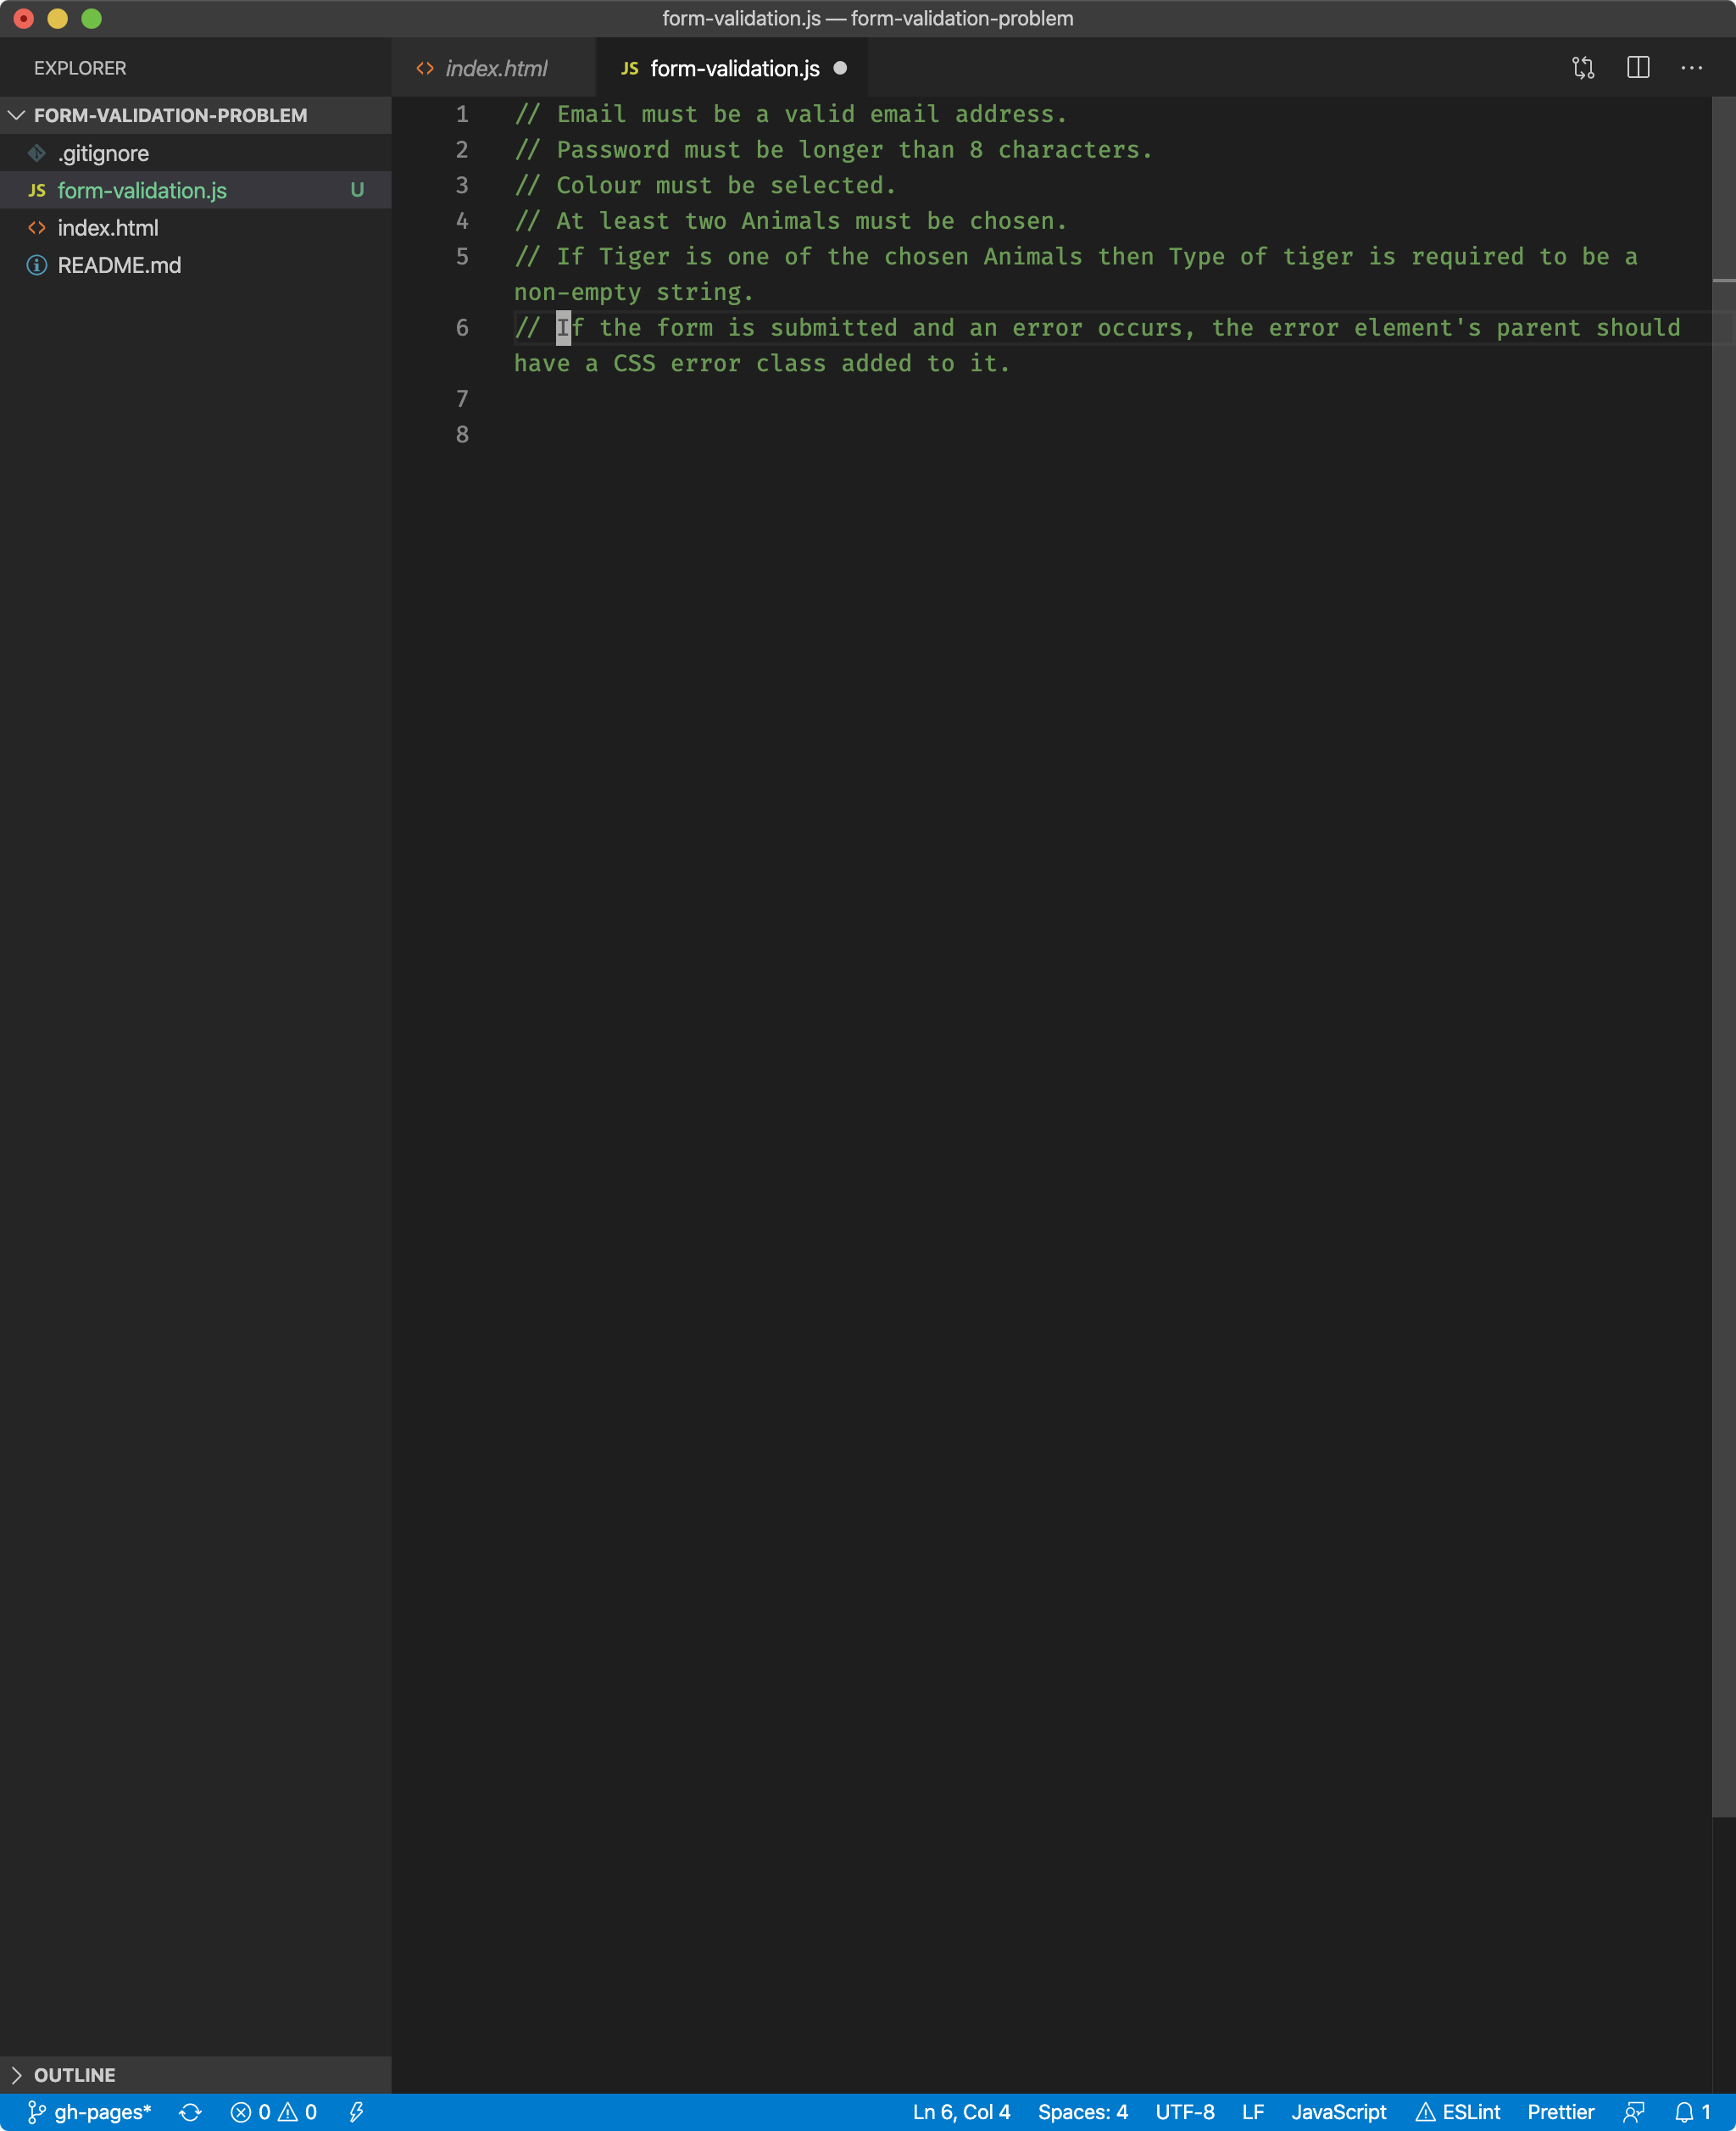 form-validation.js — form-validation-problem
EXPLORER
index.html
JS form-validation.js
FORM-VALIDATION-PROBLEM
.gitignore
JS form-validation.js U
index.html
README.md
1 // Email must be a valid email address.
2 // Password must be longer than 8 characters.
3 // Colour must be selected.
4 // At least two Animals must be chosen.
5 // If Tiger is one of the chosen Animals then Type of tiger is required to be a
non-empty string.
6 // If the form is submitted and an error occurs, the error element's parent should
have a CSS error class added to it.
7
8
OUTLINE
gh-pages* 0 0 Ln 6, Col 4 Spaces: 4 UTF-8 LF JavaScript ESLint Prettier 1